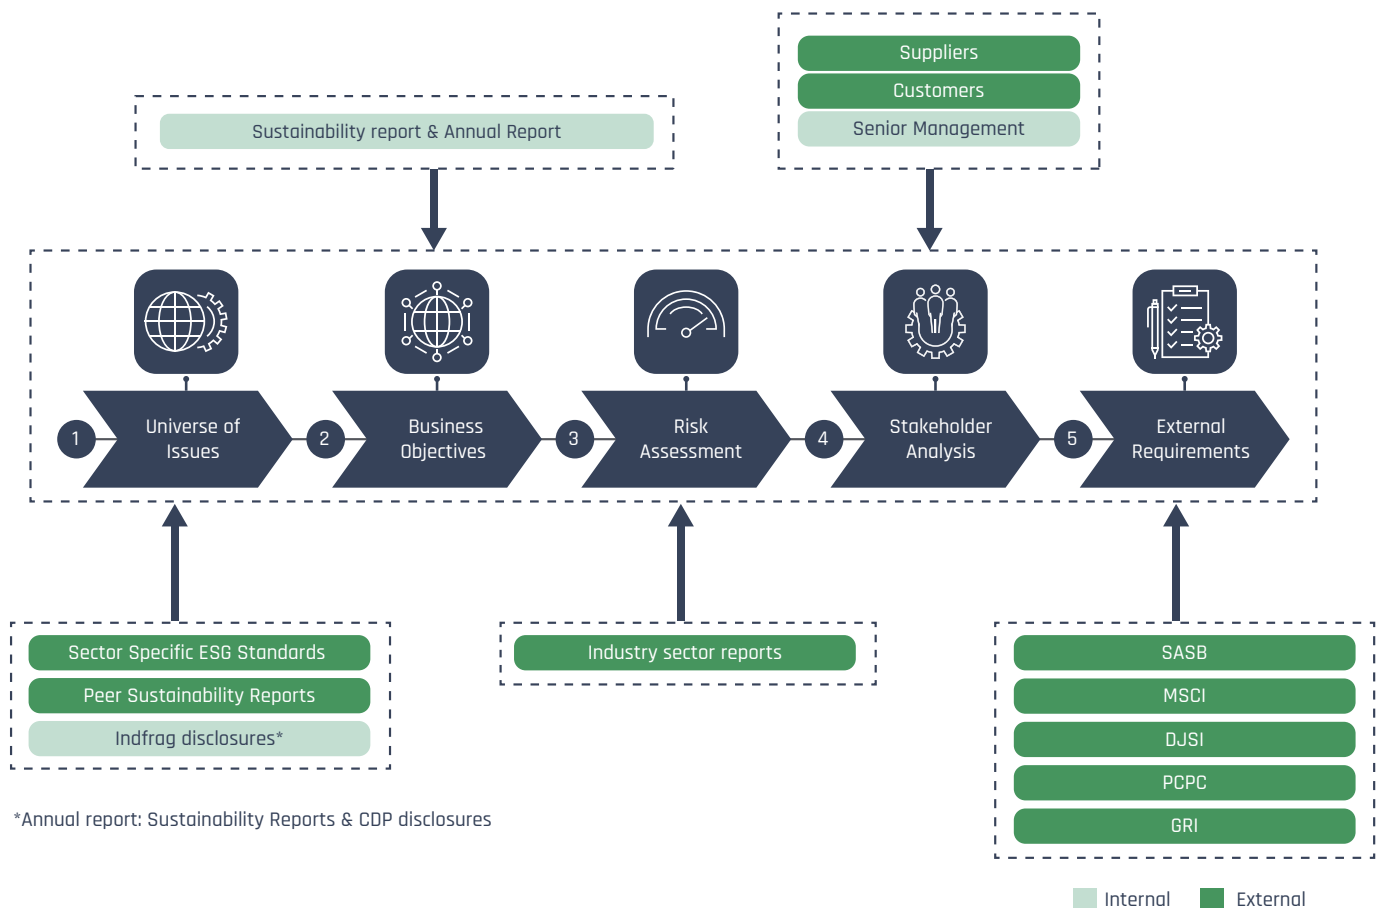 Suppliers
Customers
Senior Management
Sustainability report & Annual Report
1
Universe of
Issues
2
Business
Objectives
3
Risk
Assessment
4
Stakeholder
Analysis
5
External
Requirements
Sector Specific ESG Standards
Peer Sustainability Reports
Indfrag disclosures*
Industry sector reports
SASB
MSCI
DJSI
PCPC
GRI
*Annual report: Sustainability Reports & CDP disclosures
Internal
External